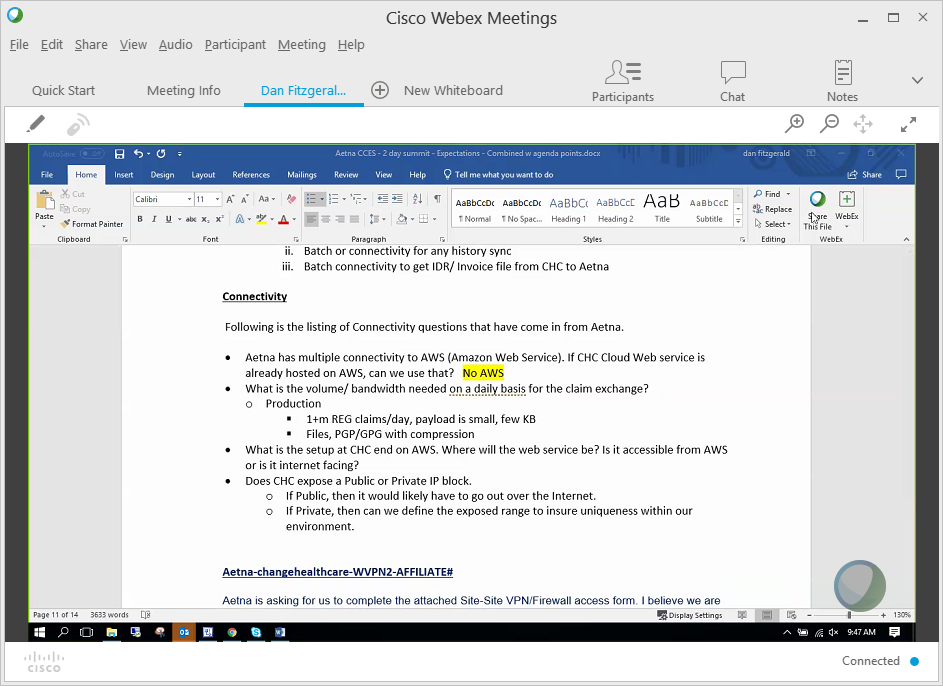 Cisco Webex Meetings
File Edit Share View Audio Participant Meeting Help
Quick Start Meeting Info Dan Fitzgeral... New Whiteboard Participants Chat Notes
AutoSave Off Aetna CCES - 2 day summit - Expectations - Combined w agenda points.docx dan fitzgerald
File Home Insert Design Layout References Mailings Review View Help Tell me what you want to do Share
Paste Cut Copy Format Painter
Calibri 11 A A Aa
B I U abc X₂ X² A A
AaBbCcDc AaBbCcDc AaBbCc AaBbCcC AaB AaBbCcD
¶ Normal ¶ No Spac... Heading 1 Heading 2 Title Subtitle
Find Replace Select
Share This File WebEx
Clipboard Font Paragraph Styles Editing WebEx
ii. Batch or connectivity for any history sync
iii. Batch connectivity to get IDR/ Invoice file from CHC to Aetna
Connectivity
Following is the listing of Connectivity questions that have come in from Aetna.
• Aetna has multiple connectivity to AWS (Amazon Web Service). If CHC Cloud Web service is
already hosted on AWS, can we use that? No AWS
• What is the volume/ bandwidth needed on a daily basis for the claim exchange?
o Production
▪ 1+m REG claims/day, payload is small, few KB
▪ Files, PGP/GPG with compression
• What is the setup at CHC end on AWS. Where will the web service be? Is it accessible from AWS
or is it internet facing?
• Does CHC expose a Public or Private IP block.
o If Public, then it would likely have to go out over the Internet.
o If Private, then can we define the exposed range to insure uniqueness within our
environment.
Aetna-changehealthcare-WVPN2-AFFILIATE#
Aetna is asking for us to complete the attached Site-Site VPN/Firewall access form. I believe we are
Page 11 of 14 3633 words Display Settings 130%
9:47 AM
CISCO Connected